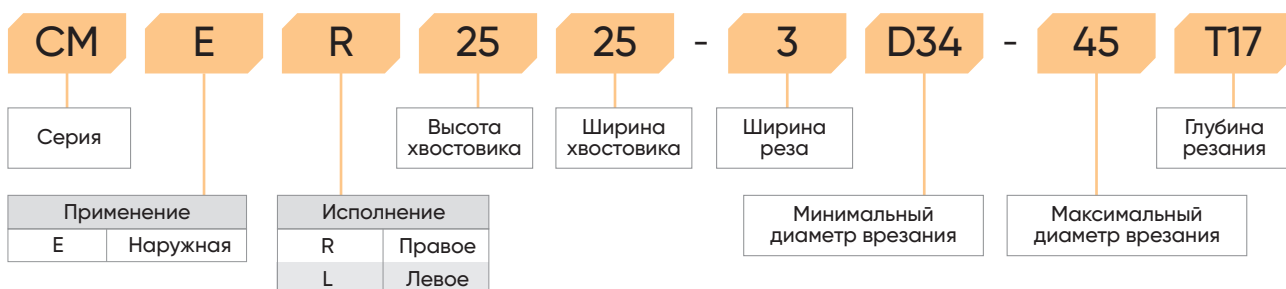 CM E R 25 25 - 3 D34 - 45 T17
Серия
Высота
хвостовика
Ширина
хвостовика
Ширина
реза
Глубина
резания
Применение
E Наружная
Исполнение
R Правое
L Левое
Минимальный
диаметр врезания
Максимальный
диаметр врезания